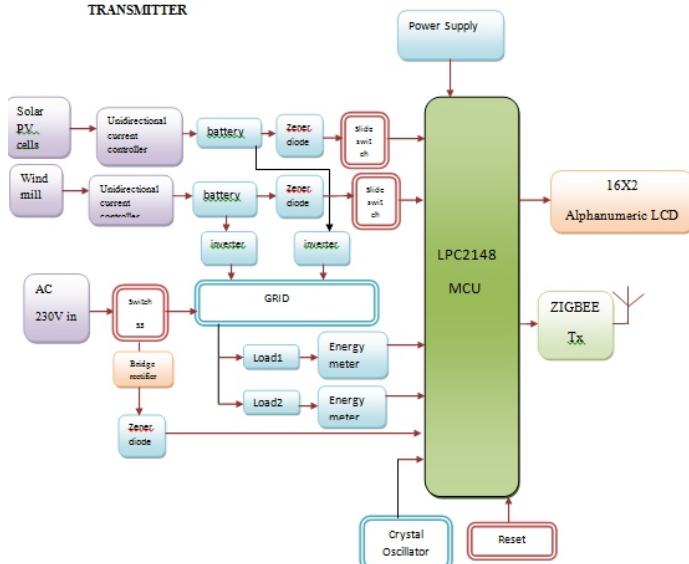 TRANSMITTER
Power Supply
Solar
PV
cells
Unidirectional
current
controller
battery
Zener
diode
Slide
swit
ch
Wind
mill
Unidirectional
current
controller
battery
Zener
diode
Slide
swit
ch
16X2
Alphanumeric LCD
inverter
inverter
LPC2148
MCU
AC
230V in
Switch
ss
GRID
ZIGBEE
Tx
Bridge
rectifier
Load1
Energy
meter
Load2
Energy
meter
Zener
diode
Crystal
Oscillator
Reset